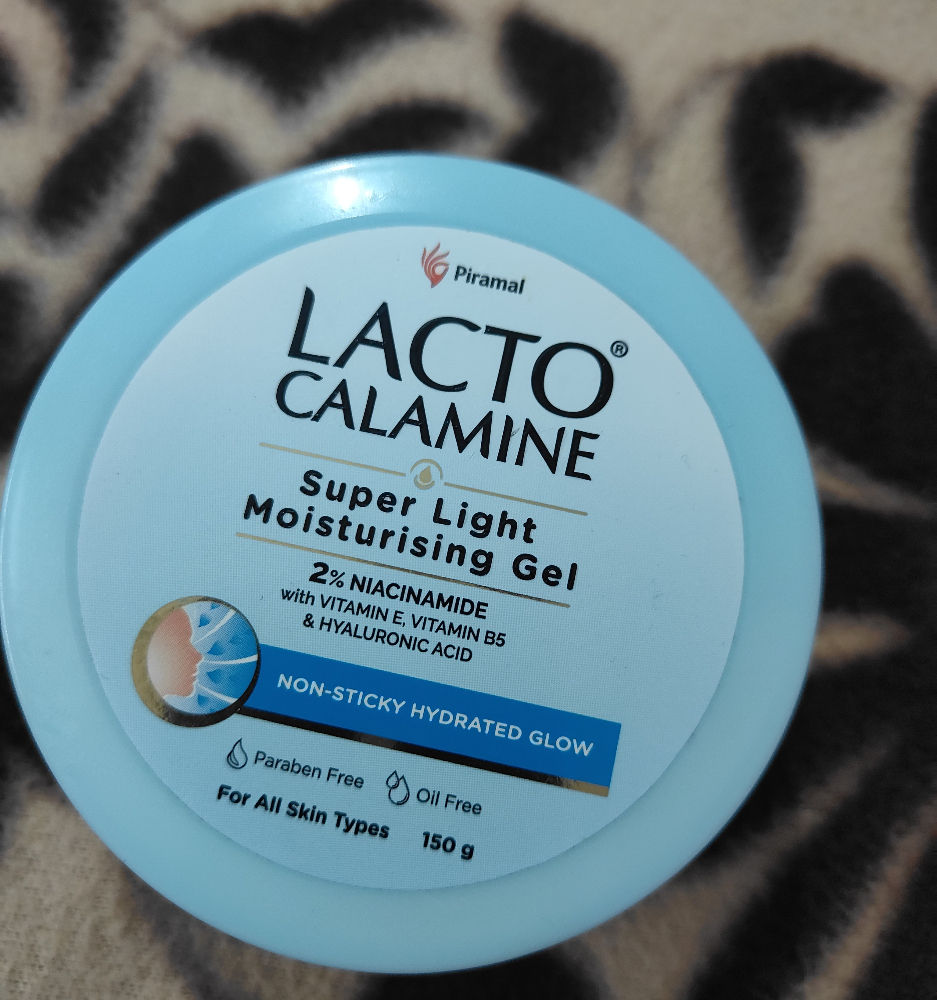 Piramal
LACTO®
CALAMINE
Super Light
Moisturising Gel
2% NIACINAMIDE
with VITAMIN E, VITAMIN B5
& HYALURONIC ACID
NON-STICKY HYDRATED GLOW
Paraben Free Oil Free
For All Skin Types 150 g